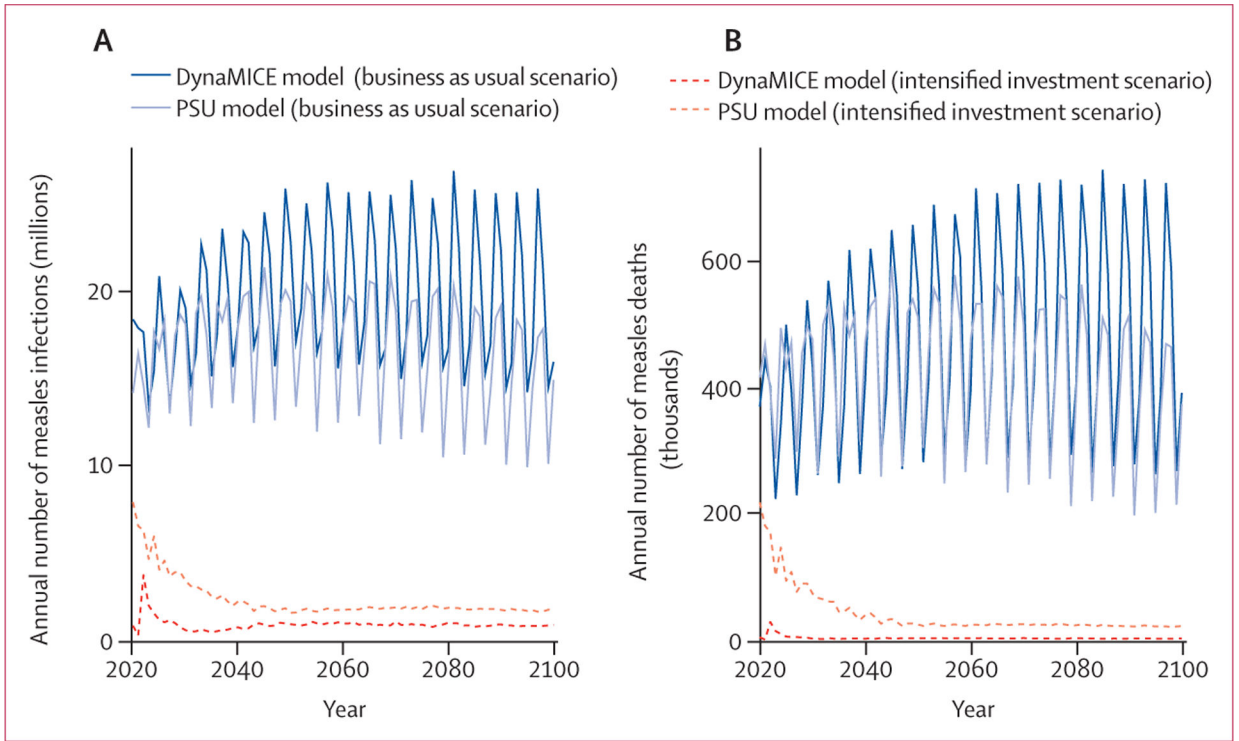 A
DynaMICE model (business as usual scenario)
PSU model (business as usual scenario)
Annual number of measles infections (millions)
20
10
0
2020
2040
2060
2080
2100
Year
B
DynaMICE model (intensified investment scenario)
PSU model (intensified investment scenario)
Annual number of measles deaths
(thousands)
600
400
200
0
2020
2040
2060
2080
2100
Year